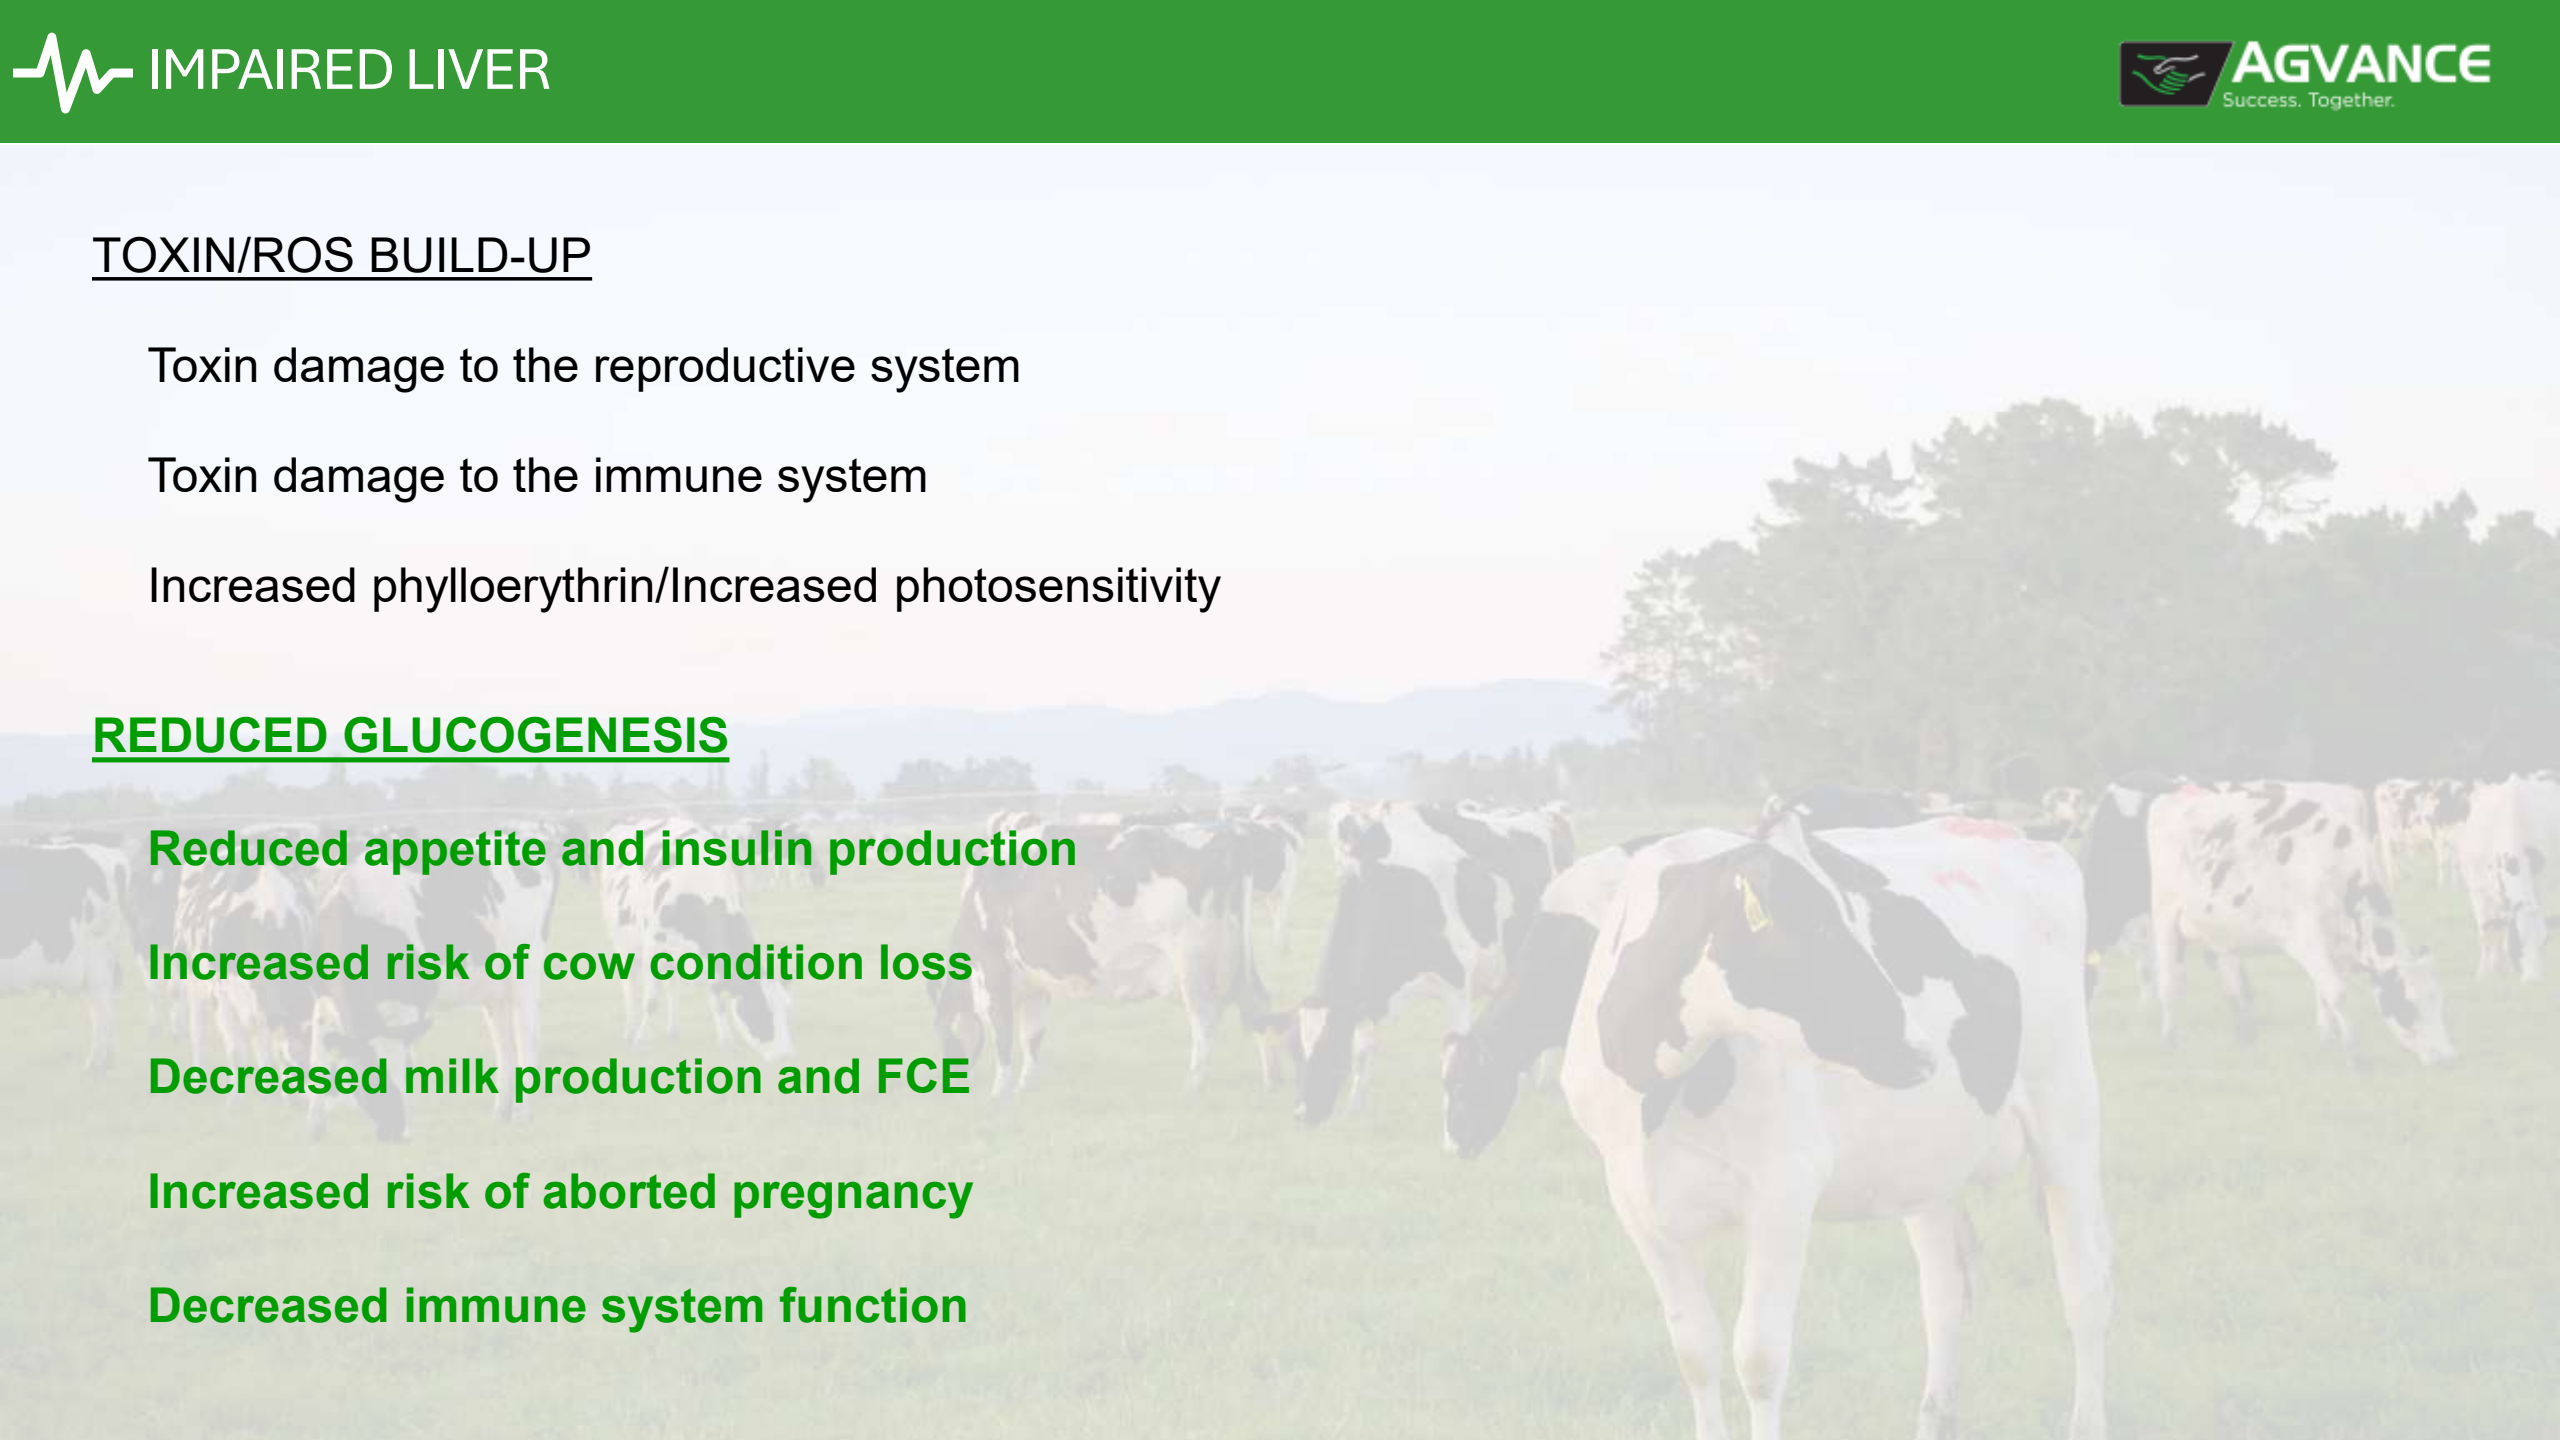 IMPAIRED LIVER
AGVANCE
Success. Together.
TOXIN/ROS BUILD-UP
Toxin damage to the reproductive system
Toxin damage to the immune system
Increased phylloerythrin/Increased photosensitivity
REDUCED GLUCOGENESIS
Reduced appetite and insulin production
Increased risk of cow condition loss
Decreased milk production and FCE
Increased risk of aborted pregnancy
Decreased immune system function